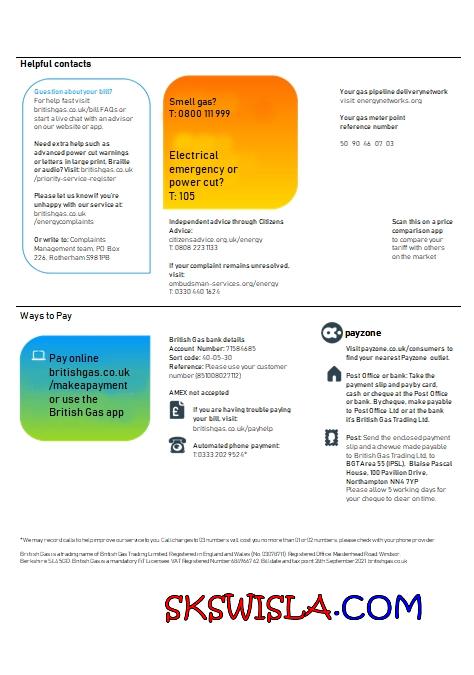 Helpful contacts
Question about your bill?
For help fast visit
britishgas.co.uk/bill FAQs or
start a live chat with an advisor
on our website or app.
Need extra help such as
advanced power cut warnings
or letters in large print, Braille
or audio? Visit: britishgas.co.uk
/priority-service-register
Please let us know if you're
unhappy with our service at:
britishgas.co.uk
/energycomplaints
Or write to: Complaints
Management team, PO Box
226, Rotherham S98 1PB
Smell gas?
T: 0800 111 999
Electrical
emergency or
power cut?
T: 105
Independent advice through Citizens
Advice:
citizensadvice.org.uk/energy
T: 0808 223 1133
If your complaint remains unresolved,
visit:
ombudsman-services.org/energy
T: 0330 440 1624
Your gas pipeline delivery network
visit energynetworks.org
Your gas meter point
reference number
50 90 46 07 03
Scan this on a price
comparison app
to compare your
tariff with others
on the market
Ways to Pay
Pay online
britishgas.co.uk
/makeapayment
or use the
British Gas app
British Gas bank details
Account Number: 71584685
Sort code: 40-05-30
Reference: Please use your customer
number (851008027112)
AMEX not accepted
If you are having trouble paying
your bill, visit:
britishgas.co.uk/payhelp
Automated phone payment:
T:0333 202 9524*
payzone
Visit payzone.co.uk/consumers to
find your nearest Payzone outlet.
Post Office or bank: Take the
payment slip and pay by card,
cash or cheque at the Post Office
or bank. By cheque, make payable
to Post Office Ltd or at the bank
it's British Gas Trading Ltd.
Post: Send the enclosed payment
slip and a cheque made payable
to British Gas Trading Ltd, to
BGT Area 55 (IPSL), Blaise Pascal
House, 100 Pavilion Drive,
Northampton NN4 7YP
Please allow 5 working days for
your cheque to clear on time.
*We may record calls to help improve our service to you. Call charges to 03 numbers will cost you no more than 01 or 02 numbers, please check with your phone provider
British Gas is a trading name of British Gas Trading Limited. Registered in England and Wales (No. 03078711). Registered Office: Maidenhead Road, Windsor,
Berkshire SL4 5GD. British Gas is a mandatory FiT Licensee. VAT Registered Number 684966762. Bill date and tax point 28th September 2021 britishgas.co.uk
SKSWISLA.COM